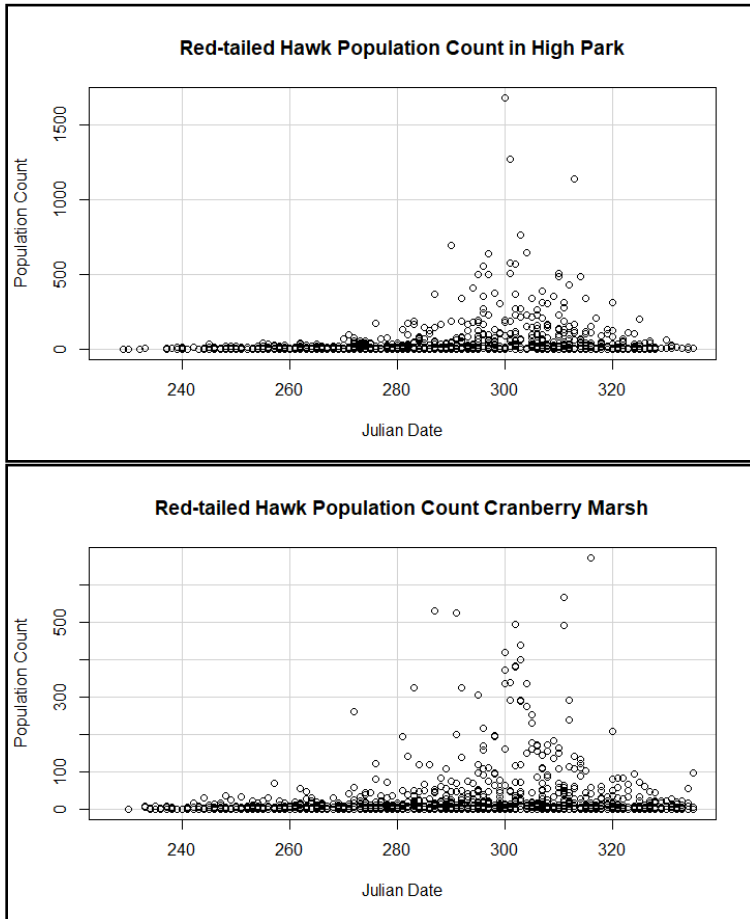 Red-tailed Hawk Population Count in High Park
Population Count
1500
1000
500
0
240 260 280 300 320
Julian Date
Red-tailed Hawk Population Count Cranberry Marsh
Population Count
500
300
100
0
240 260 280 300 320
Julian Date